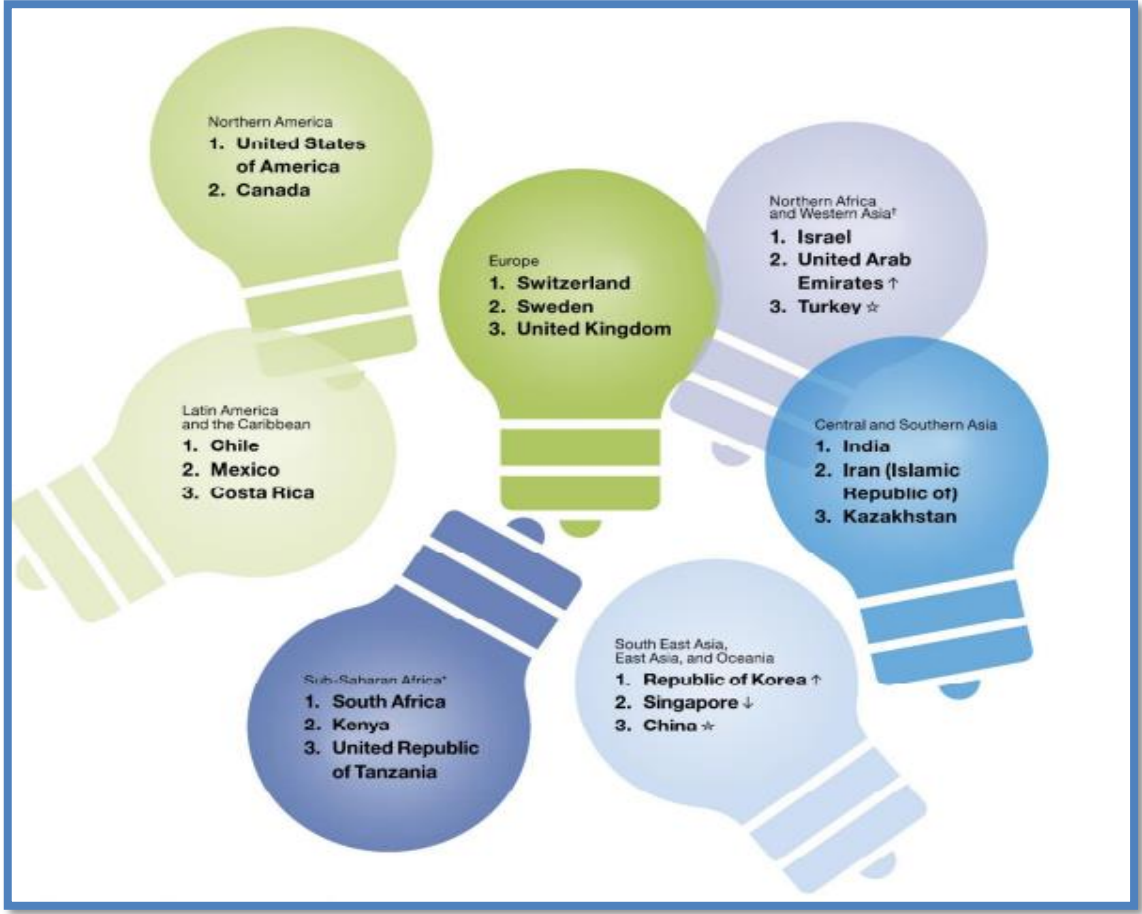 Northern America
1. United States
of America
2. Canada
Northern Africa
and Western Asia†
1. Israel
2. United Arab
Emirates ↑
3. Turkey ☆
Europe
1. Switzerland
2. Sweden
3. United Kingdom
Latin America
and the Caribbean
1. Chile
2. Mexico
3. Costa Rica
Central and Southern Asia
1. India
2. Iran (Islamic
Republic of)
3. Kazakhstan
Sub-Saharan Africa*
1. South Africa
2. Kenya
3. United Republic
of Tanzania
South East Asia,
East Asia, and Oceania
1. Republic of Korea ↑
2. Singapore ↓
3. China ☆